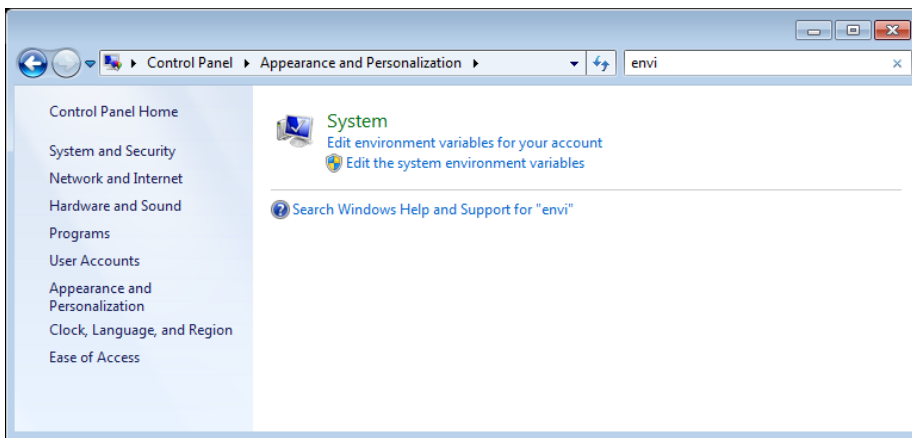 Control Panel Appearance and Personalization envi
Control Panel Home
System and Security
Network and Internet
Hardware and Sound
Programs
User Accounts
Appearance and
Personalization
Clock, Language, and Region
Ease of Access
System
Edit environment variables for your account
Edit the system environment variables
Search Windows Help and Support for "envi"